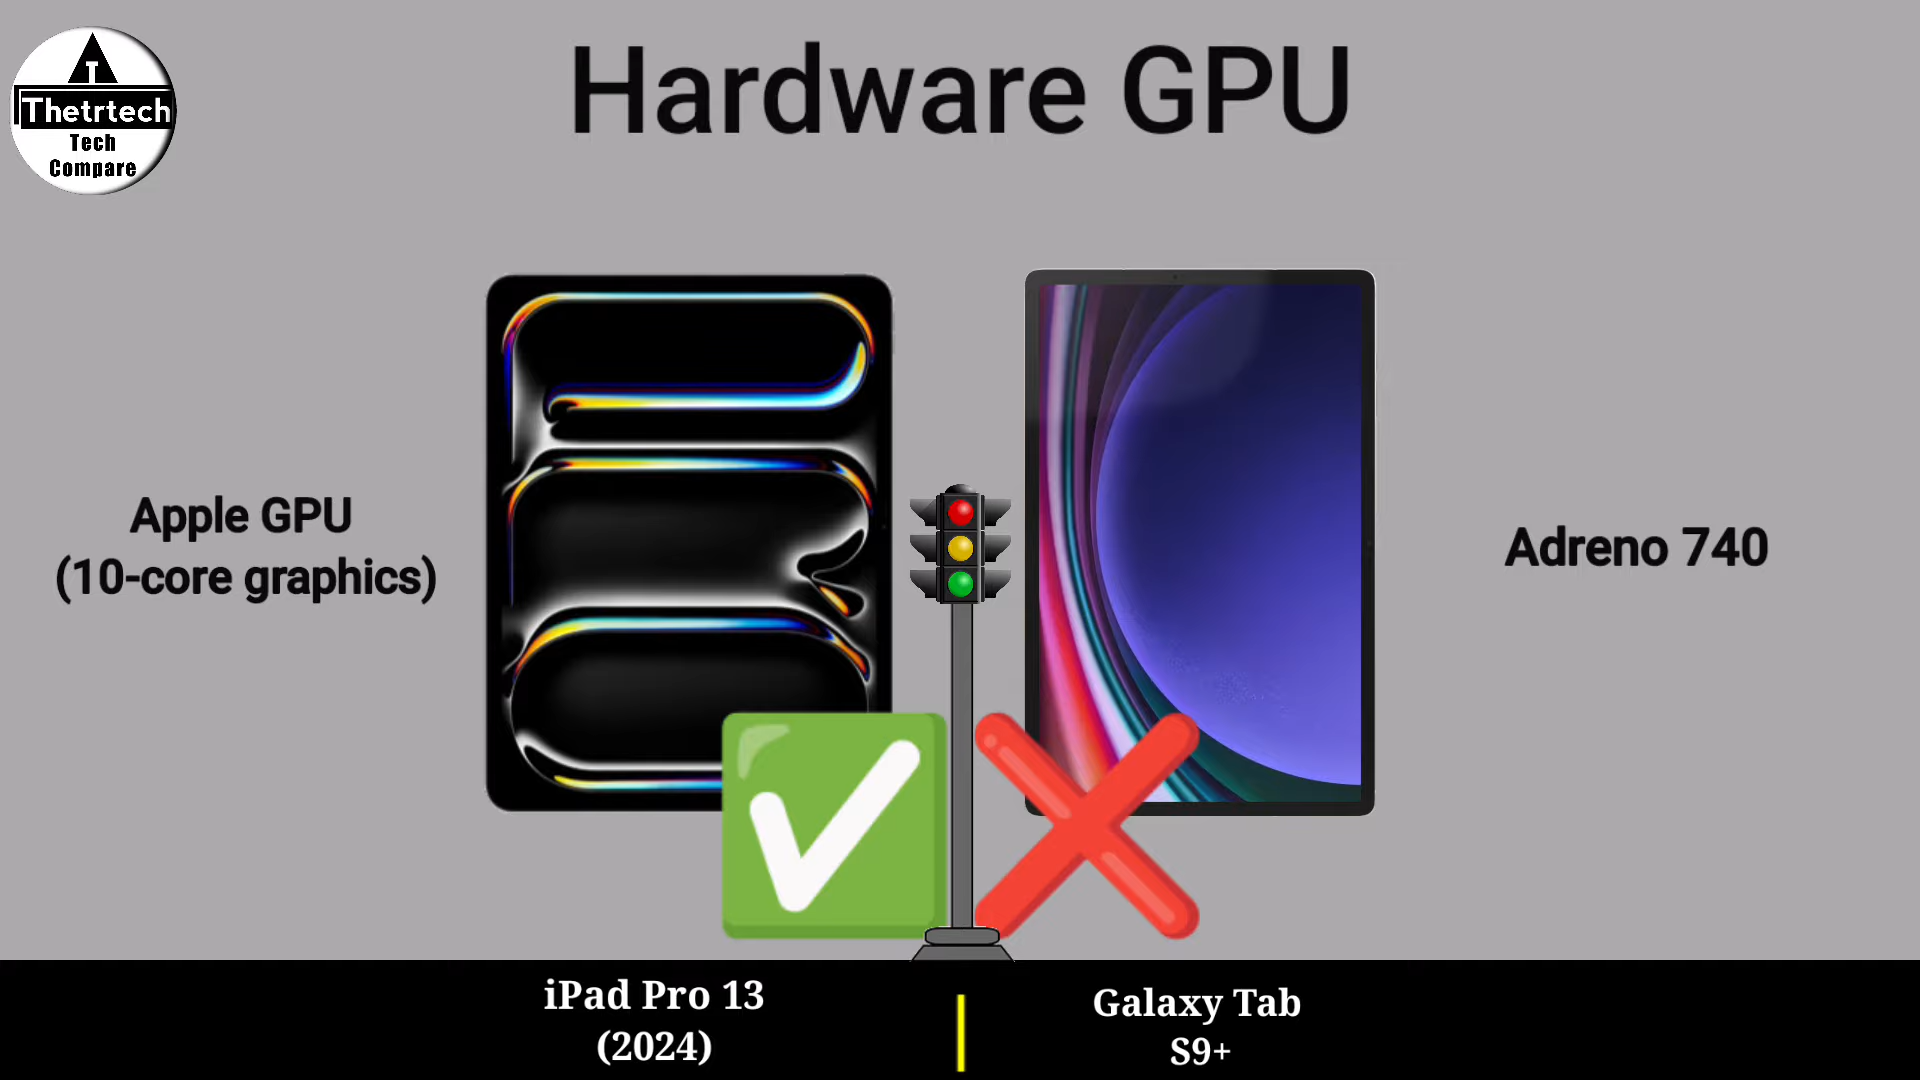 T
Thetrtech
Tech
Compare
Hardware GPU
Apple GPU
(10-core graphics)
Adreno 740
iPad Pro 13
(2024)
Galaxy Tab
S9+